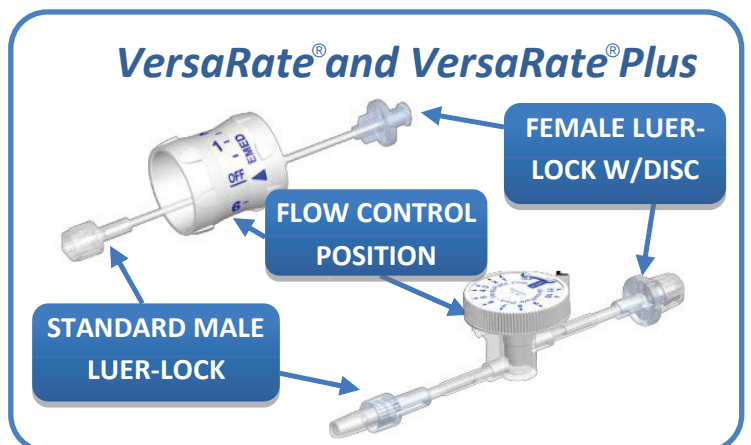 VersaRate® and VersaRate® Plus
FEMALE LUER-
LOCK W/DISC
1-
EMED
OFF
6-
FLOW CONTROL
POSITION
STANDARD MALE
LUER-LOCK